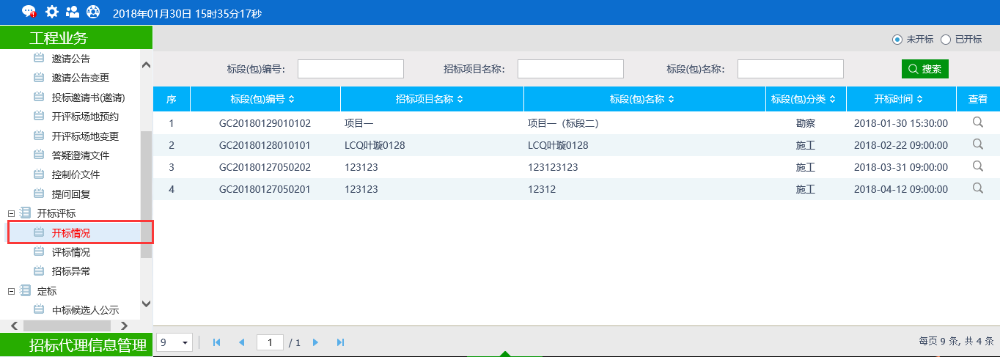 2018年01月30日 15时35分17秒
工程业务
邀请公告
邀请公告变更
投标邀请书(邀请)
开评标场地预约
开评标场地变更
答疑澄清文件
控制价文件
提问回复
开标评标
开标情况
评标情况
招标异常
定标
中标候选人公示
招标代理信息管理
未开标 已开标
标段(包)编号： 招标项目名称： 标段(包)名称： 搜索
序 标段(包)编号 招标项目名称 标段(包)名称 标段(包)分类 开标时间 查看
1 GC20180129010102 项目一 项目一（标段二） 勘察 2018-01-30 15:30:00
2 GC20180128010101 LCQ叶璇0128 LCQ叶璇0128 施工 2018-02-22 09:00:00
3 GC20180127050202 123123 123123123 施工 2018-03-31 09:00:00
4 GC20180127050201 123123 12312 施工 2018-04-12 09:00:00
9 1 / 1 每页 9 条, 共 4 条